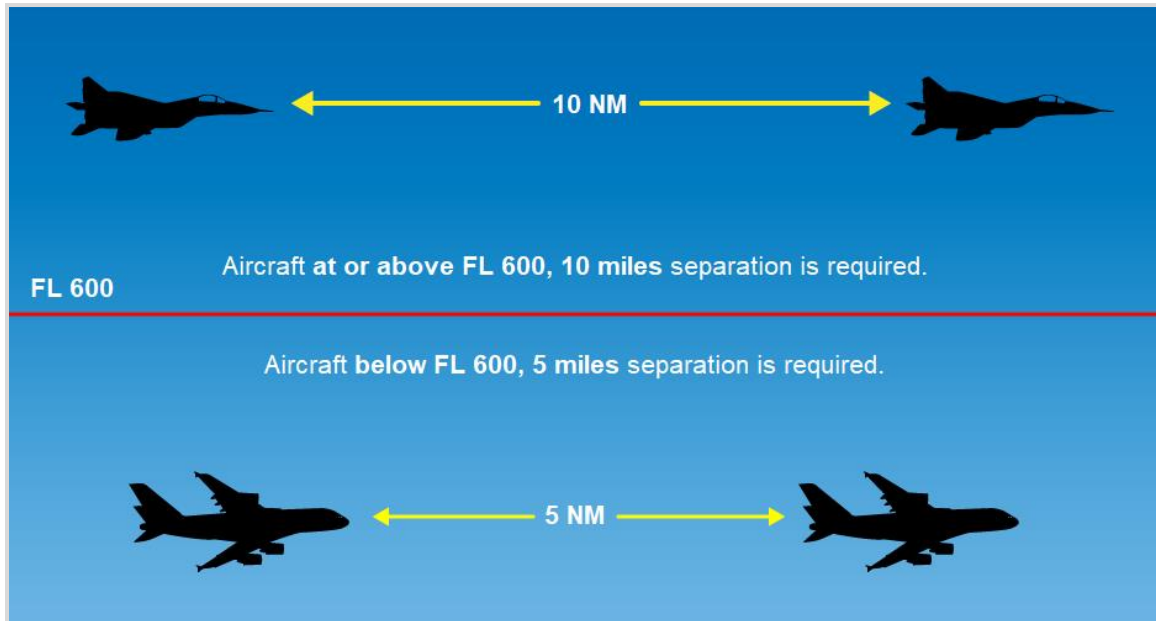 10 NM
Aircraft at or above FL 600, 10 miles separation is required.
FL 600
Aircraft below FL 600, 5 miles separation is required.
5 NM